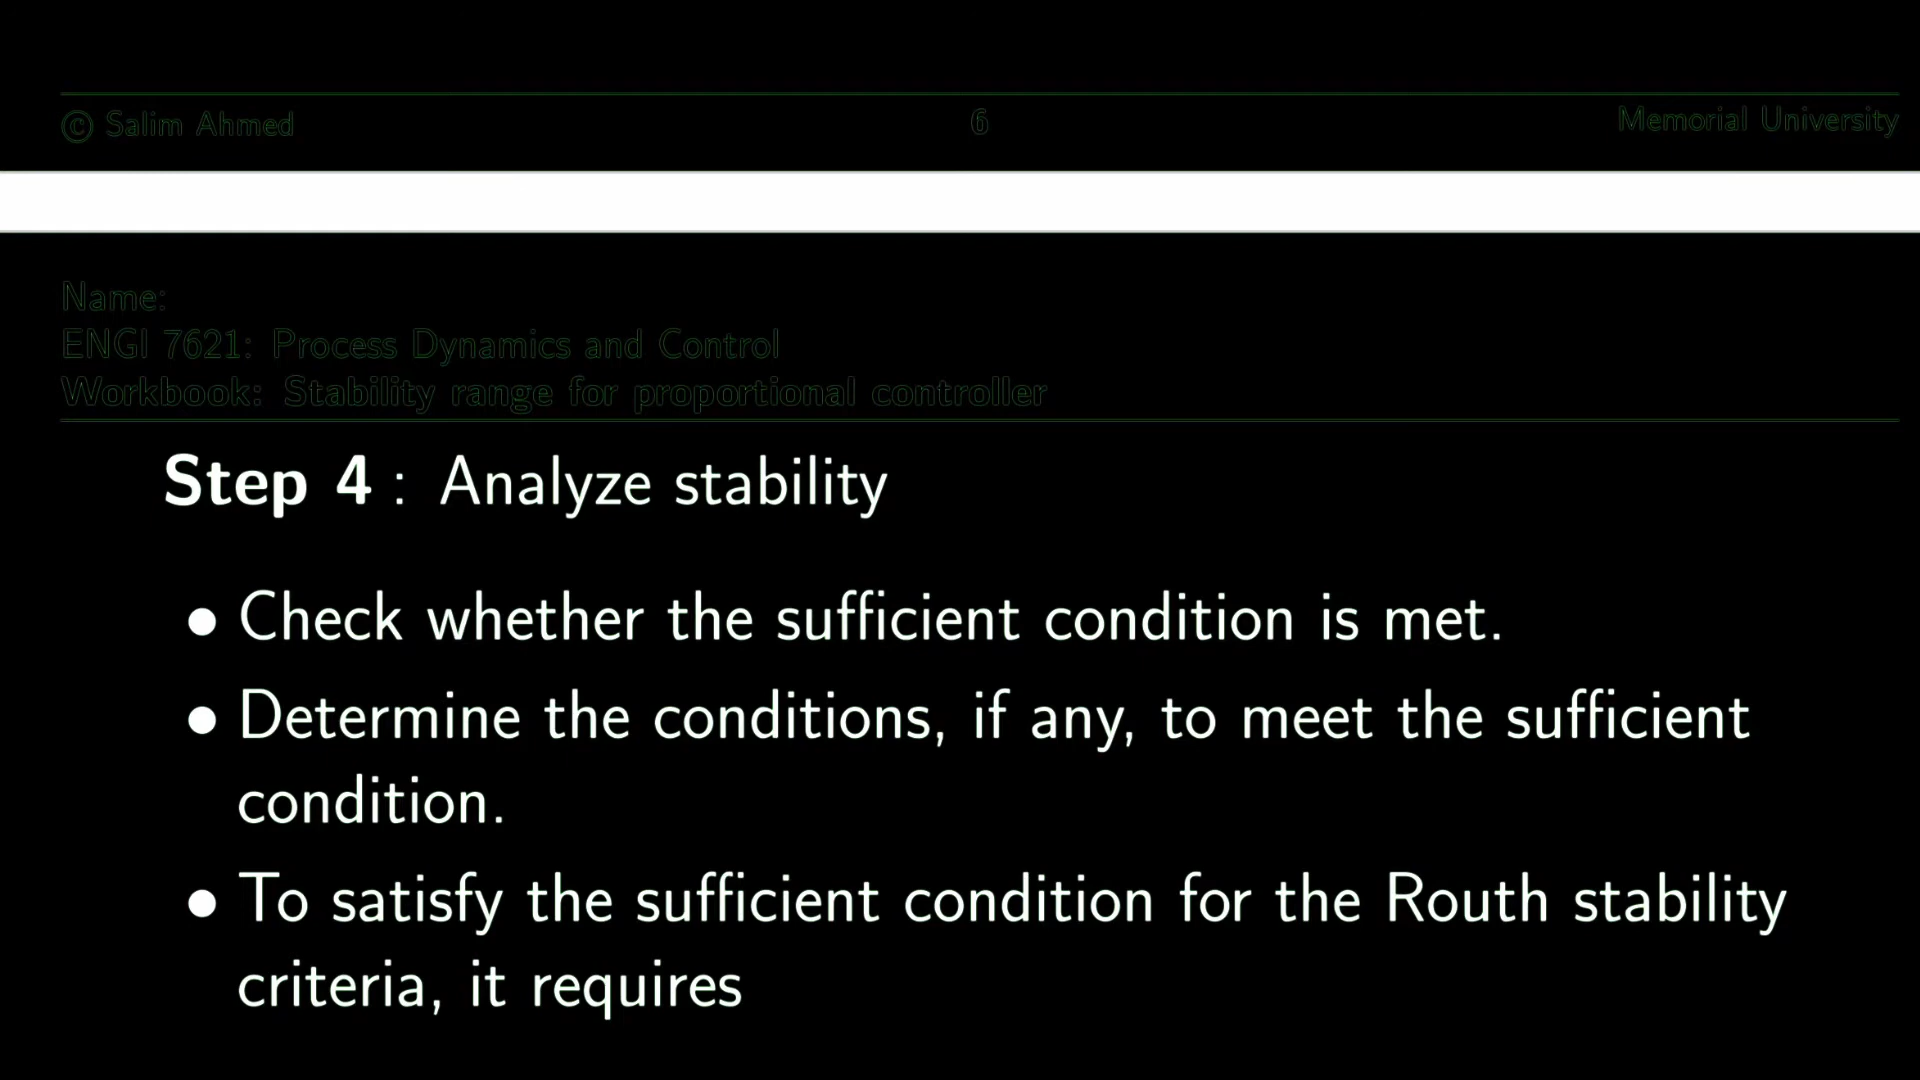 © Salim Ahmed 6 Memorial University
Name:
ENGI 7621: Process Dynamics and Control
Workbook: Stability range for proportional controller
Step 4 : Analyze stability
• Check whether the sufficient condition is met.
• Determine the conditions, if any, to meet the sufficient
condition.
• To satisfy the sufficient condition for the Routh stability
criteria, it requires